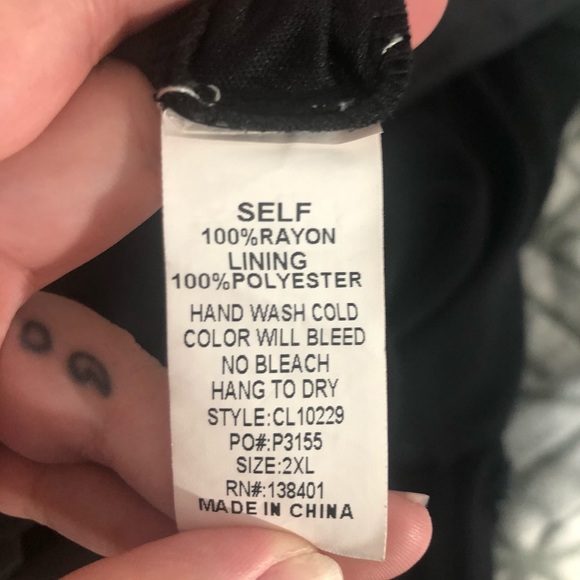 SELF
100%RAYON
LINING
100%POLYESTER
HAND WASH COLD
COLOR WILL BLEED
NO BLEACH
HANG TO DRY
STYLE:CL10229
PO#:P3155
SIZE:2XL
RN#:138401
MADE IN CHINA